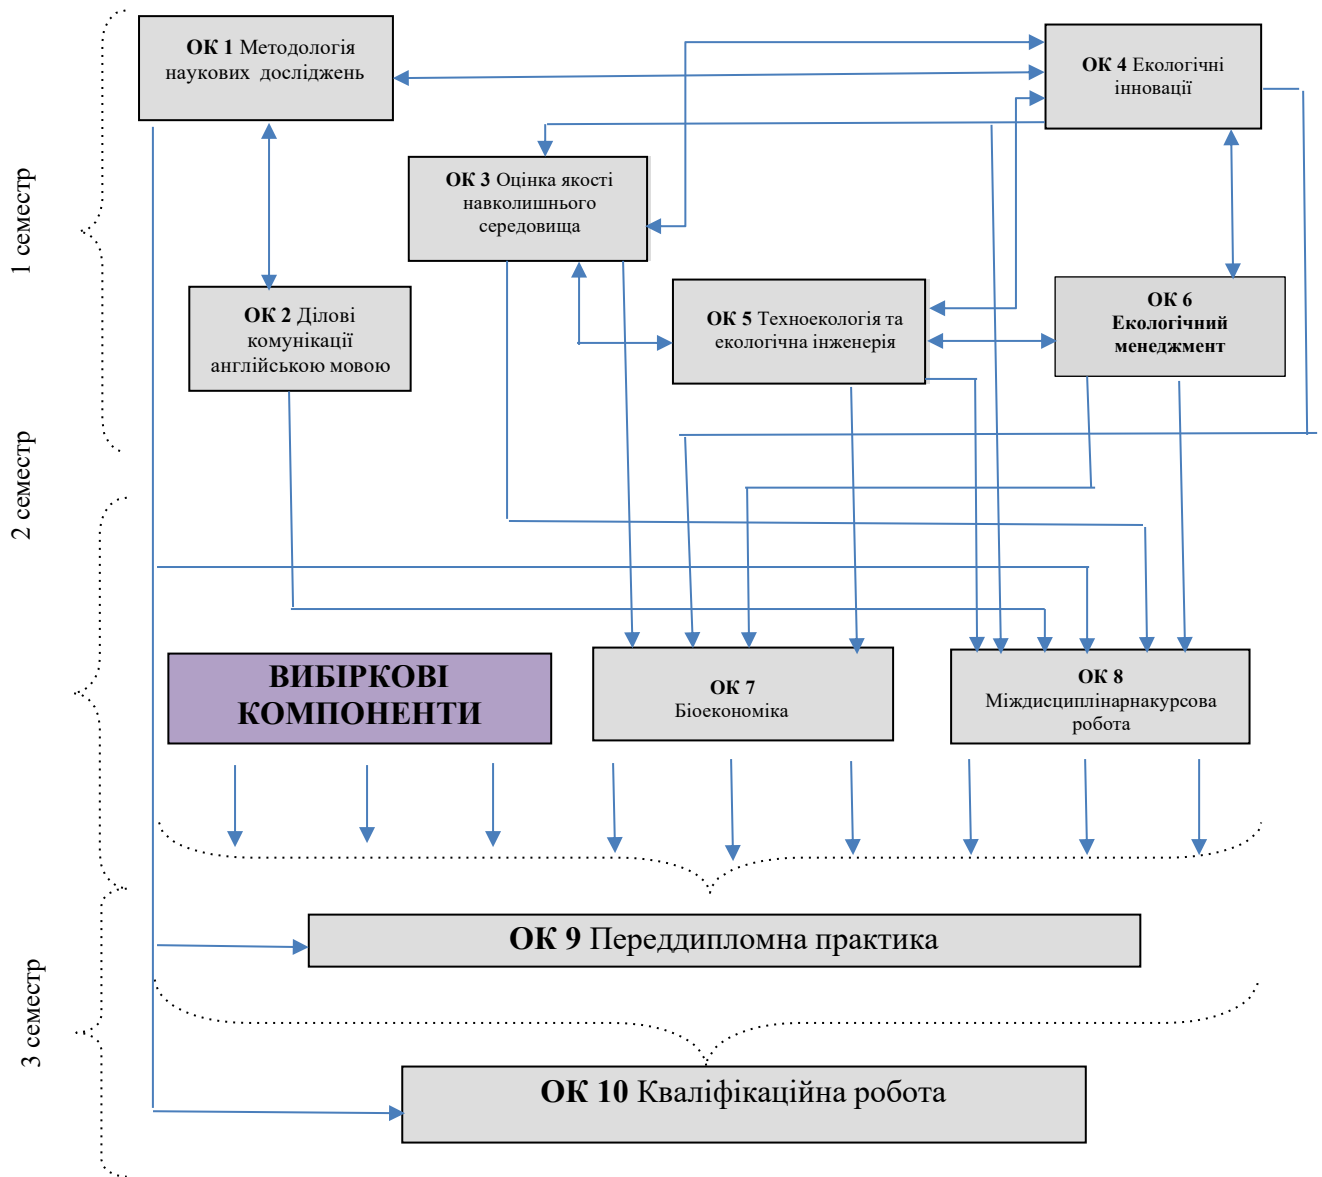 ОК 1 Методологія
наукових досліджень
ОК 4 Екологічні
інновації
1 семестр
ОК 3 Оцінка якості
навколишнього
середовища
ОК 2 Ділові
комунікації
англійською мовою
ОК 5 Техноекологія та
екологічна інженерія
ОК 6
Екологічний
менеджмент
2 семестр
ВИБІРКОВІ
КОМПОНЕНТИ
ОК 7
Біоекономіка
ОК 8
Міждисциплінарнакурсова
робота
3 семестр
ОК 9 Переддипломна практика
ОК 10 Кваліфікаційна робота